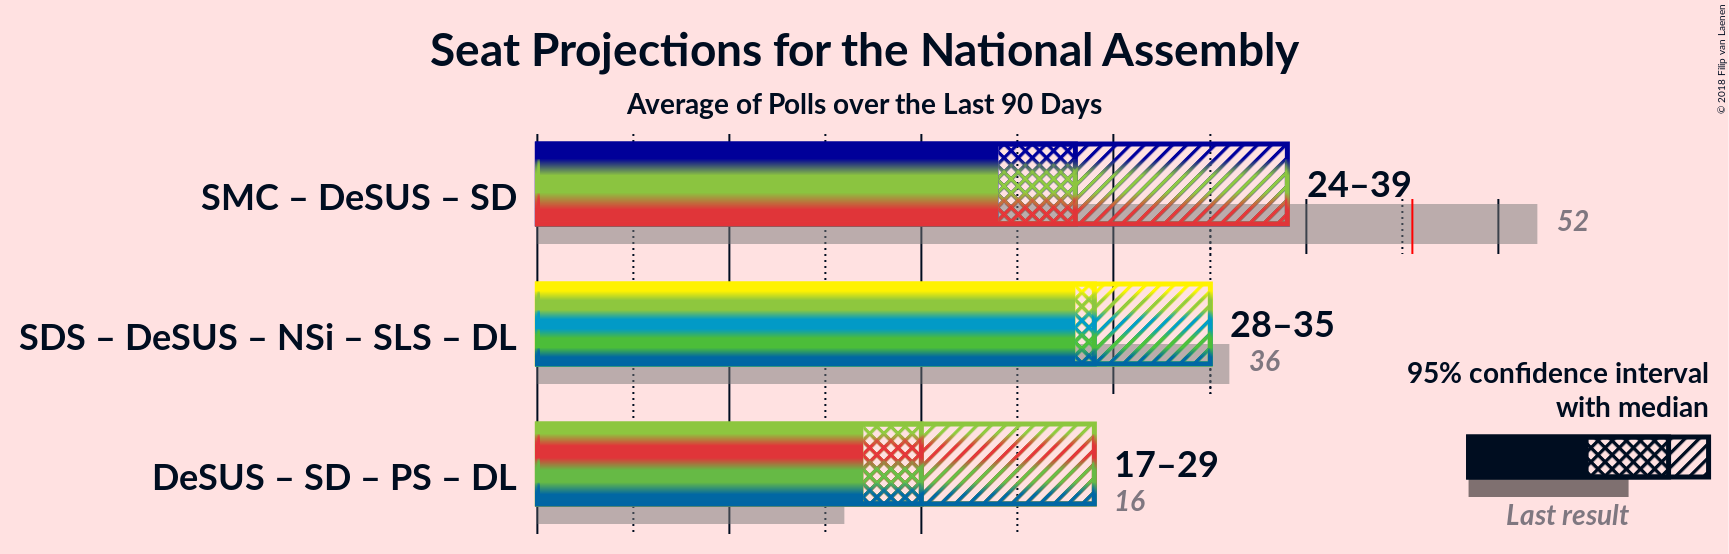 Seat Projections for the National Assembly
Average of Polls over the Last 90 Days
SMC – DeSUS – SD
24–39
52
SDS – DeSUS – NSi – SLS – DL
28–35
36
DeSUS – SD – PS – DL
17–29
16
95% confidence interval
with median
Last result
© 2018 Filip van Laenen